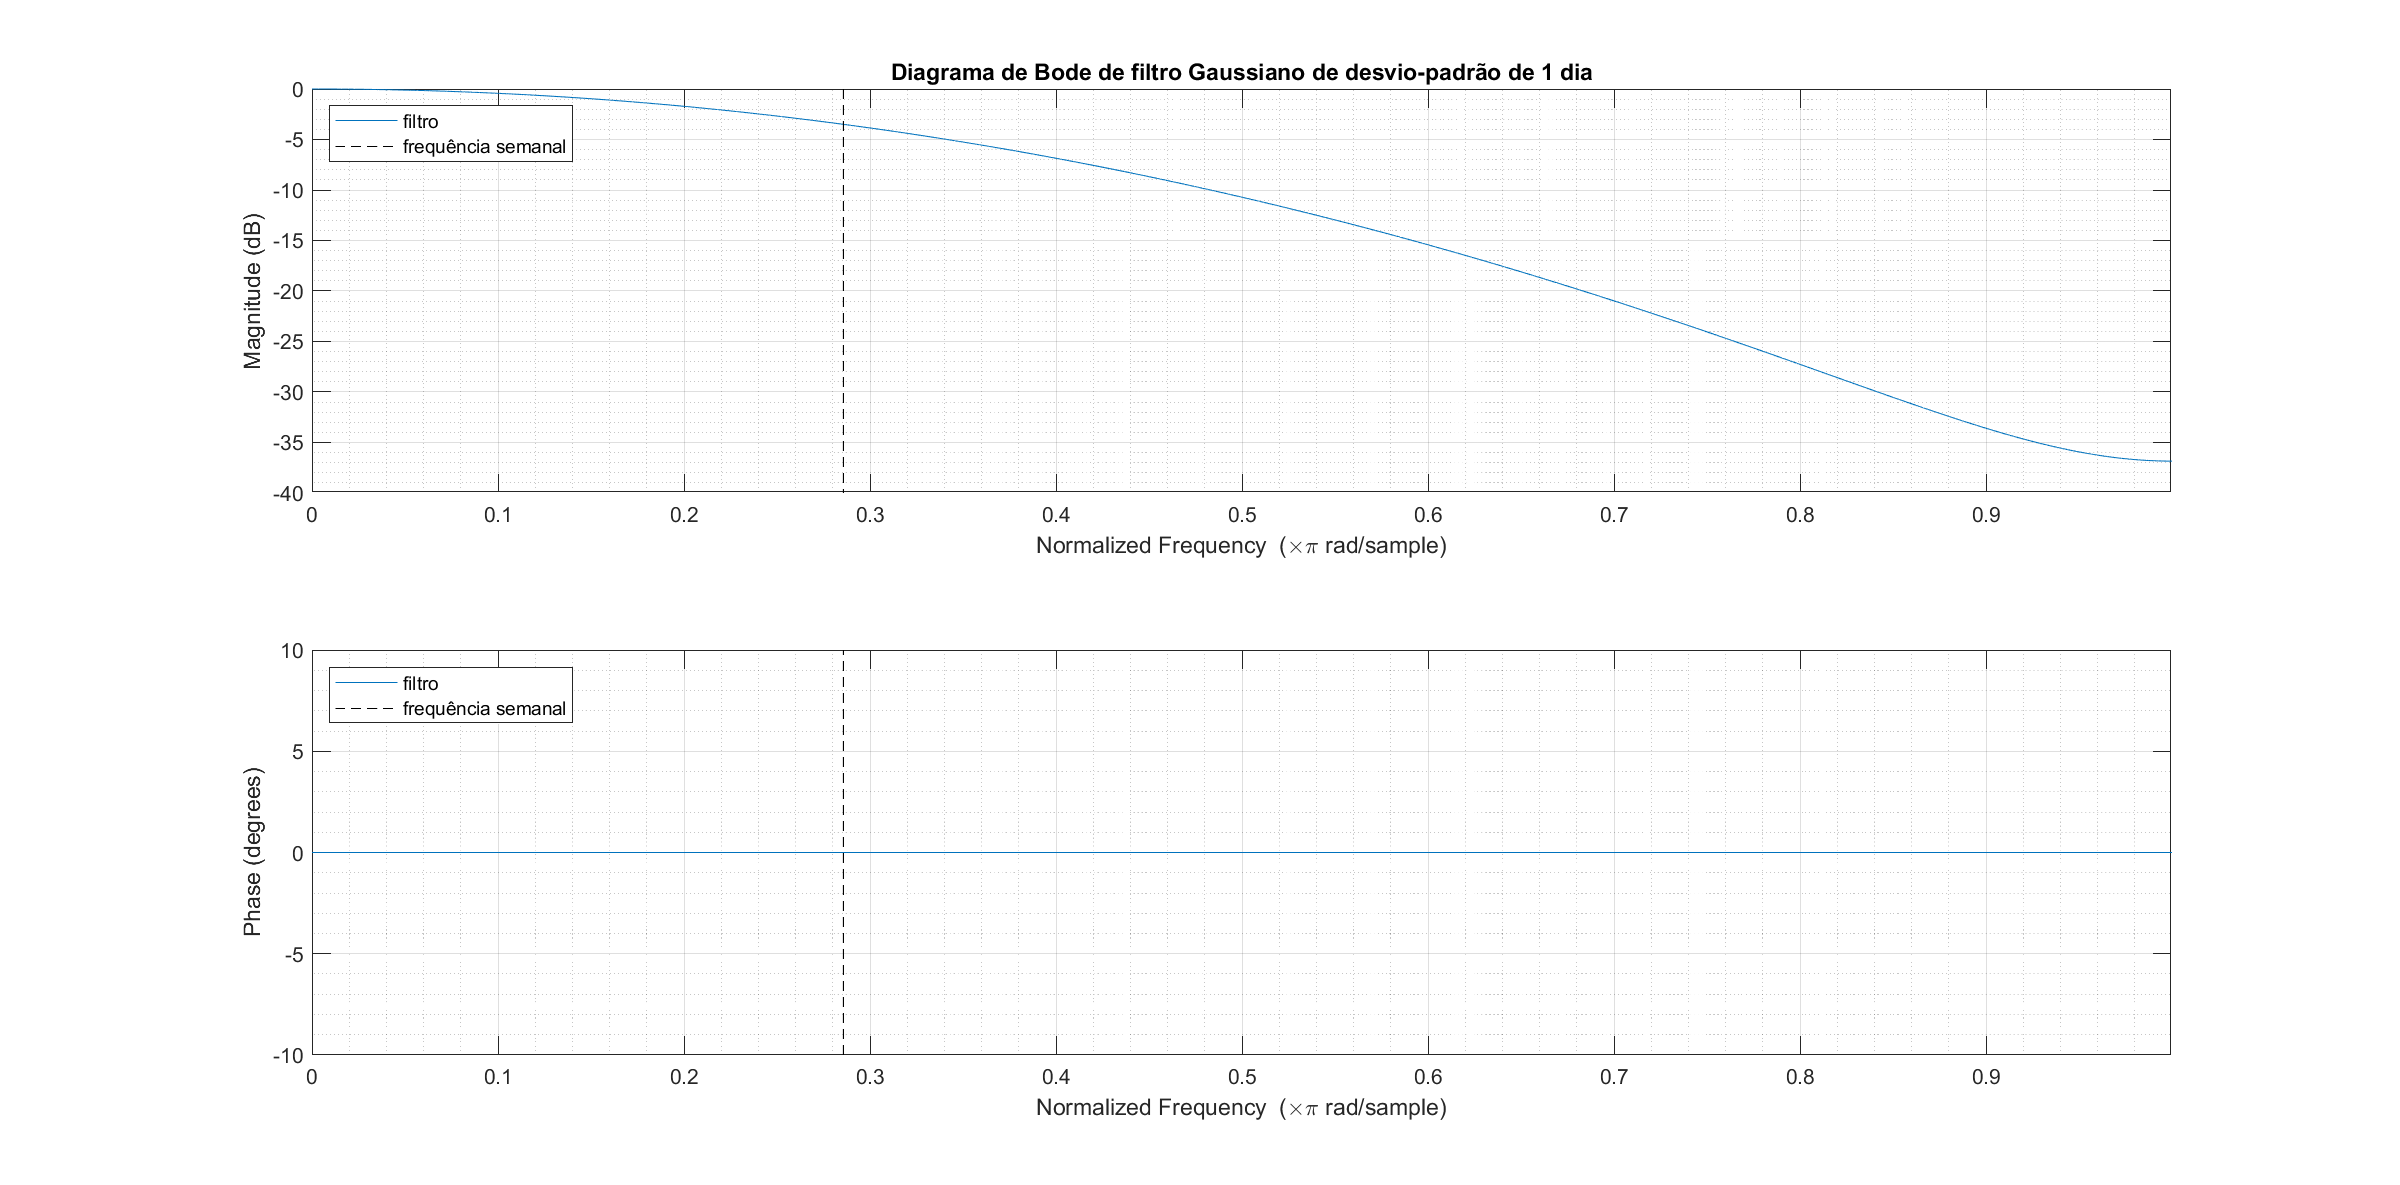 Diagrama de Bode de filtro Gaussiano de desvio-padrão de 1 dia
0
-5
-10
-15
-20
-25
-30
-35
-40
Magnitude (dB)
filtro
frequência semanal
0 0.1 0.2 0.3 0.4 0.5 0.6 0.7 0.8 0.9
Normalized Frequency (×π rad/sample)
10
5
0
-5
-10
Phase (degrees)
filtro
frequência semanal
0 0.1 0.2 0.3 0.4 0.5 0.6 0.7 0.8 0.9
Normalized Frequency (×π rad/sample)